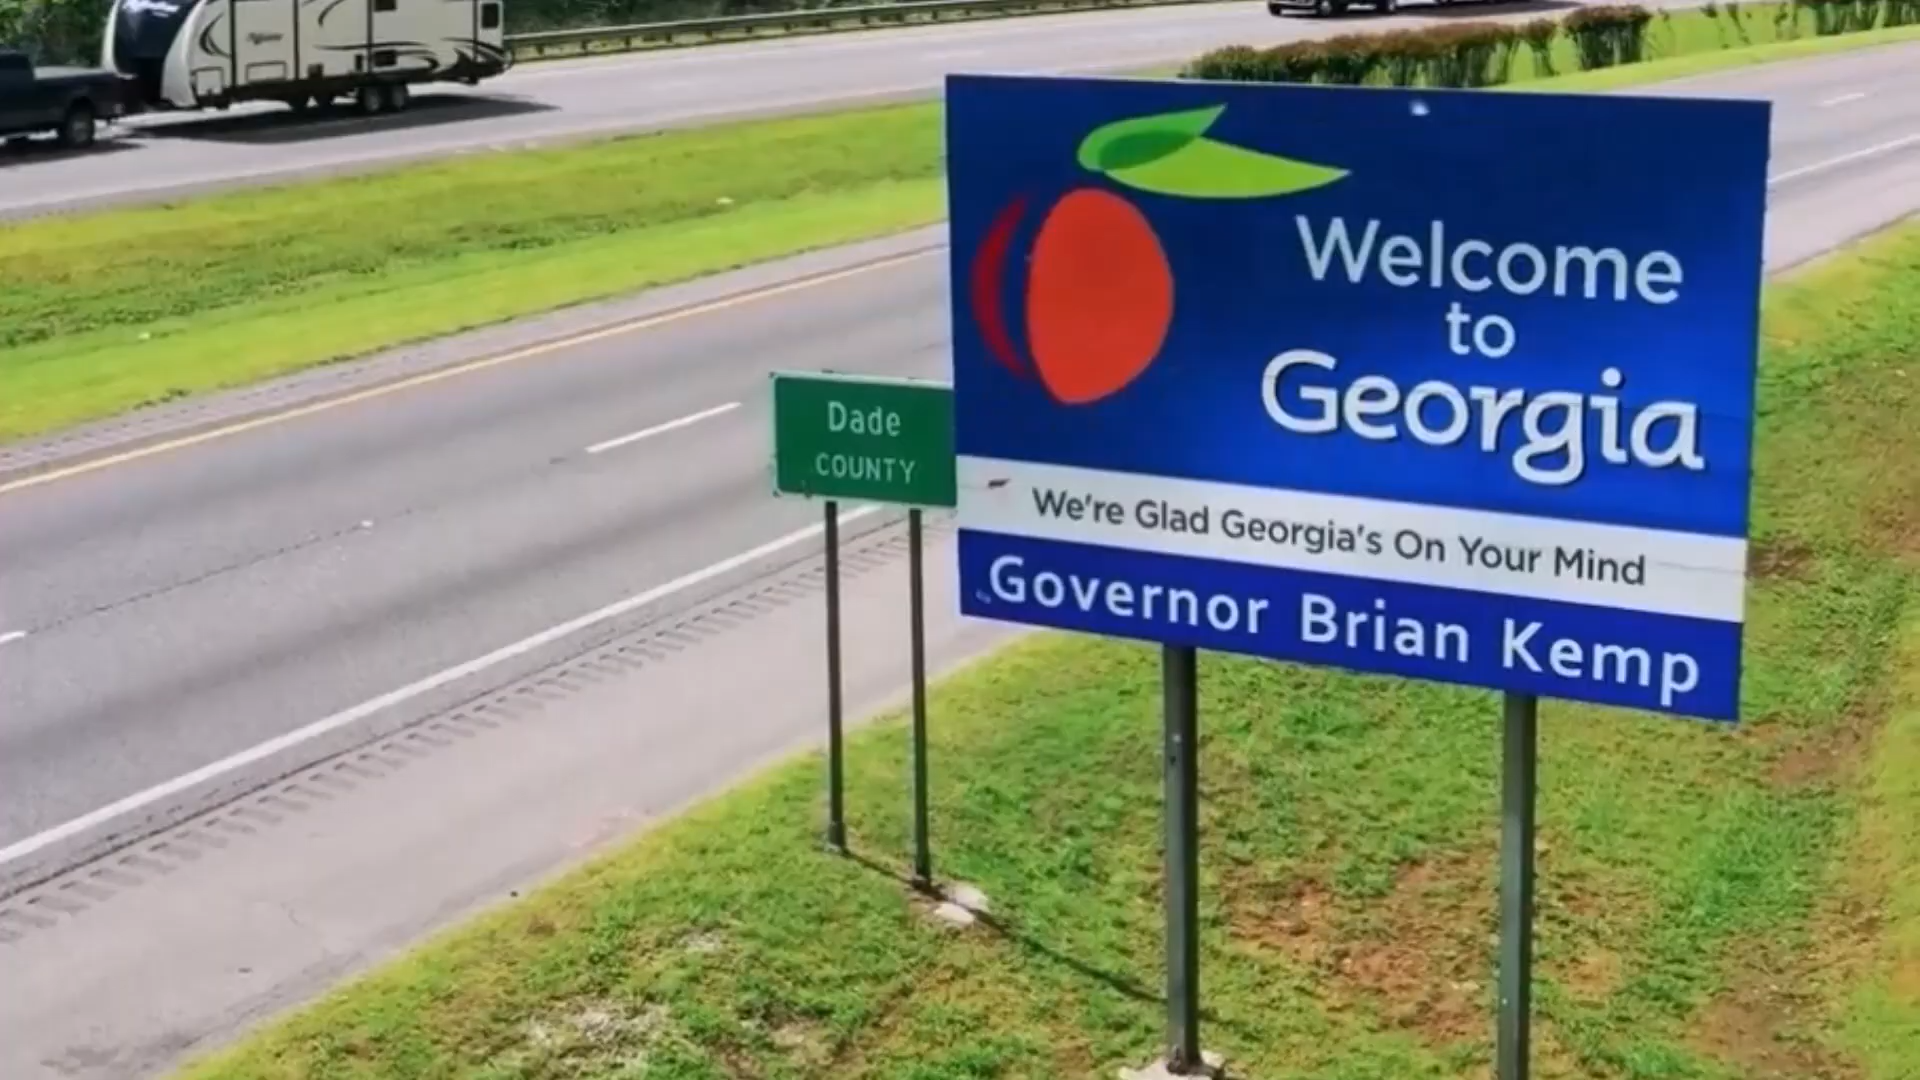 Welcome
to
Georgia
We're Glad Georgia's On Your Mind
Governor Brian Kemp
Dade
COUNTY